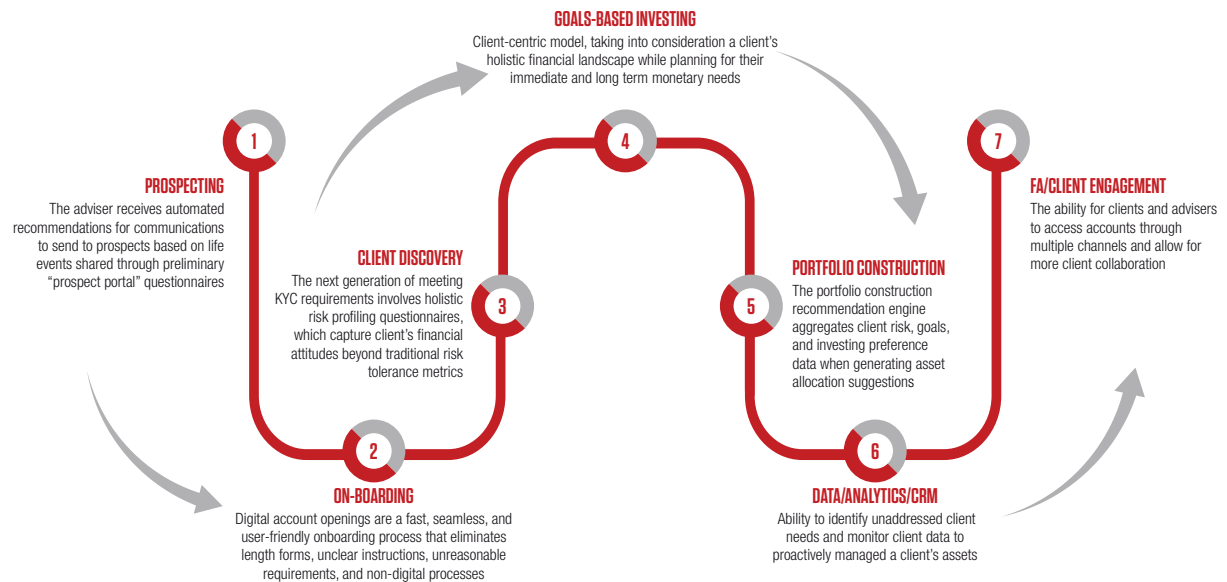 1
PROSPECTING
The adviser receives automated
recommendations for communications
to send to prospects based on life
events shared through preliminary
“prospect portal” questionnaires
2
ON-BOARDING
Digital account openings are a fast, seamless, and
user-friendly onboarding process that eliminates
length forms, unclear instructions, unreasonable
requirements, and non-digital processes
3
CLIENT DISCOVERY
The next generation of meeting
KYC requirements involves holistic
risk profiling questionnaires,
which capture client’s financial
attitudes beyond traditional risk
tolerance metrics
4
GOALS-BASED INVESTING
Client-centric model, taking into consideration a client’s
holistic financial landscape while planning for their
immediate and long term monetary needs
5
PORTFOLIO CONSTRUCTION
The portfolio construction
recommendation engine
aggregates client risk, goals,
and investing preference
data when generating asset
allocation suggestions
6
DATA/ANALYTICS/CRM
Ability to identify unaddressed client
needs and monitor client data to
proactively managed a client’s assets
7
FA/CLIENT ENGAGEMENT
The ability for clients and advisers
to access accounts through
multiple channels and allow for
more client collaboration